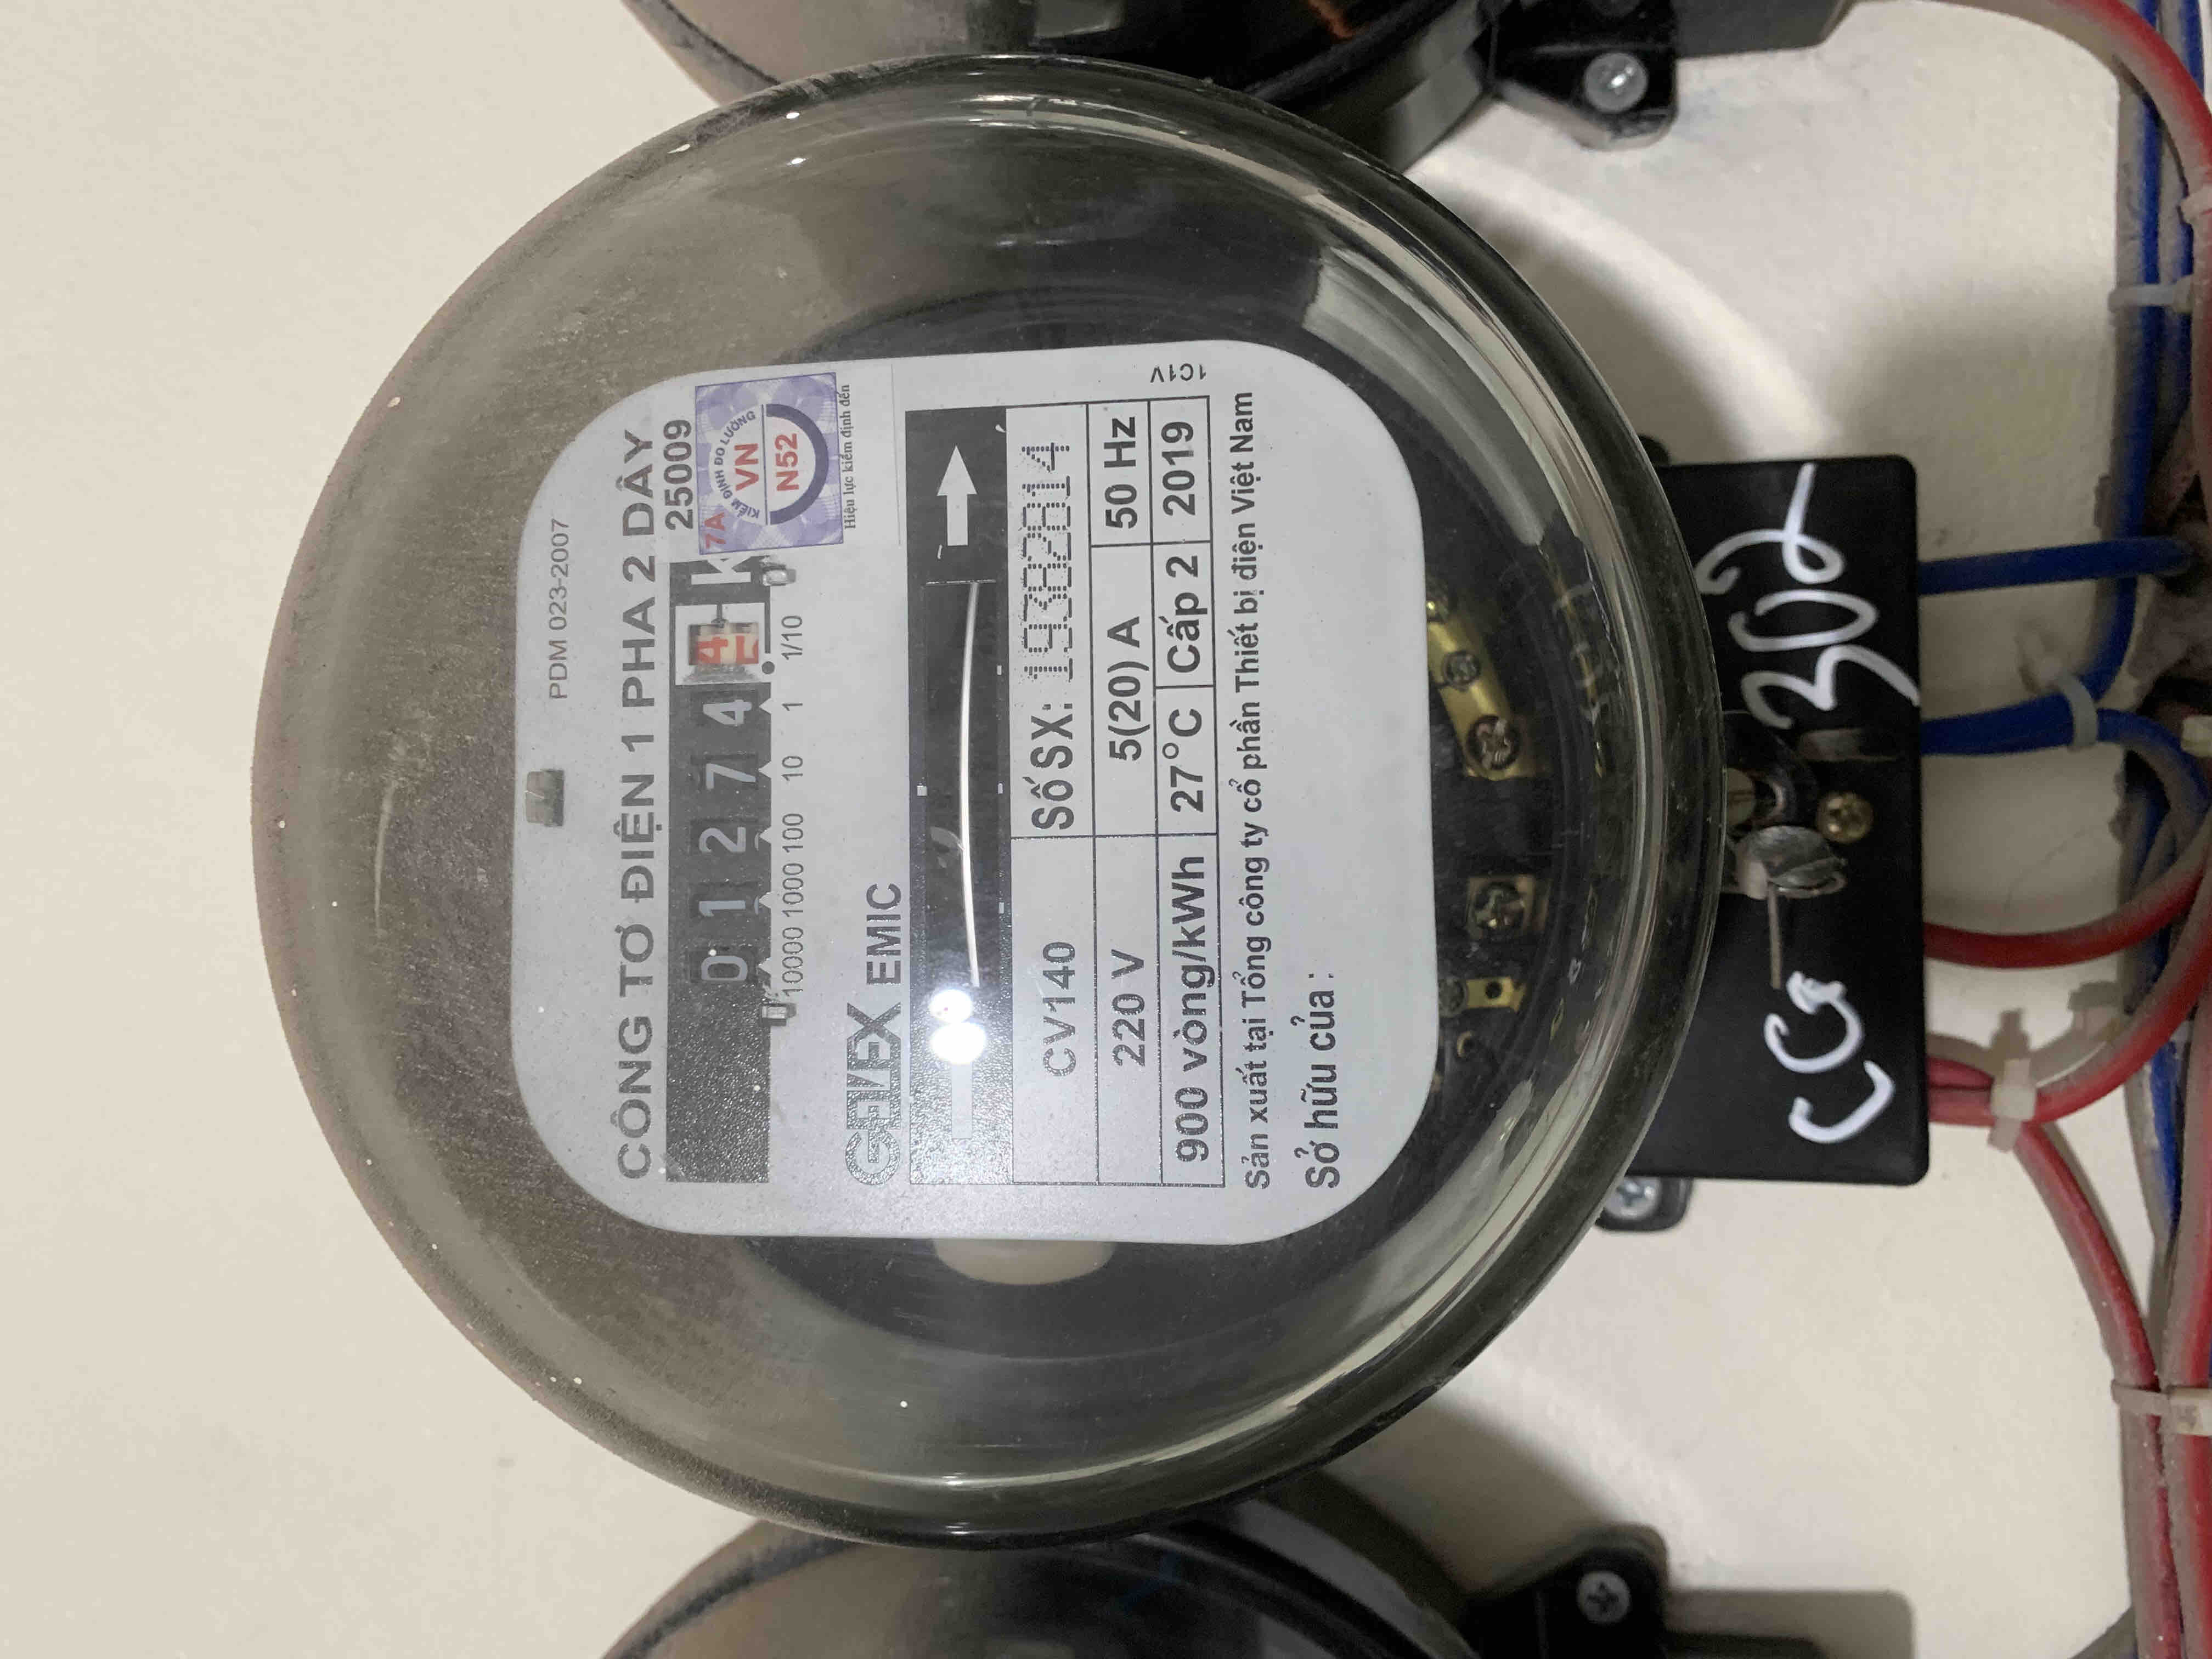 PDM 023-2007
CÔNG TƠ ĐIỆN 1 PHA 2 DÂY
25009
0 1 2 7 4 4 k
5
10000 1000 100 10 1 1/10
7A
KIỂM ĐỊNH ĐO LƯỜNG
VN
N52
Hiệu lực kiểm định đến
GELEX EMIC
CV140 Số SX: 19382814
220 V 5(20) A 50 Hz
900 vòng/kWh 27°C Cấp 2 2019
1C1V
Sản xuất tại Tổng công ty cổ phần Thiết bị điện Việt Nam
Sở hữu của :
302